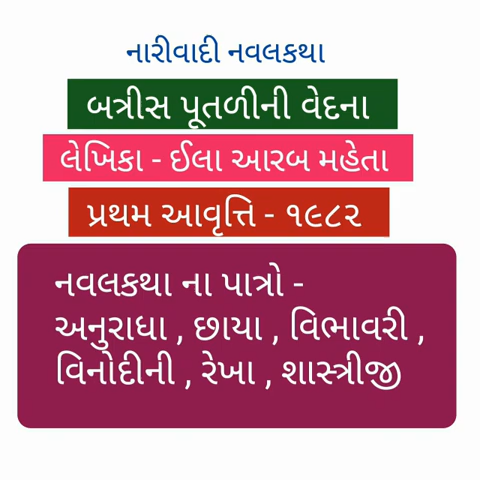 નારીવાદી નવલકથા
બત્રીસ પૂતળીની વેદના
લેખિકા - ઈલા આરબ મહેતા
પ્રથમ આવૃત્તિ - ૧૯૮૨
નવલકથા ના પાત્રો -
અનુરાધા , છાયા , વિભાવરી ,
વિનોદીની , રેખા , શાસ્ત્રીજી